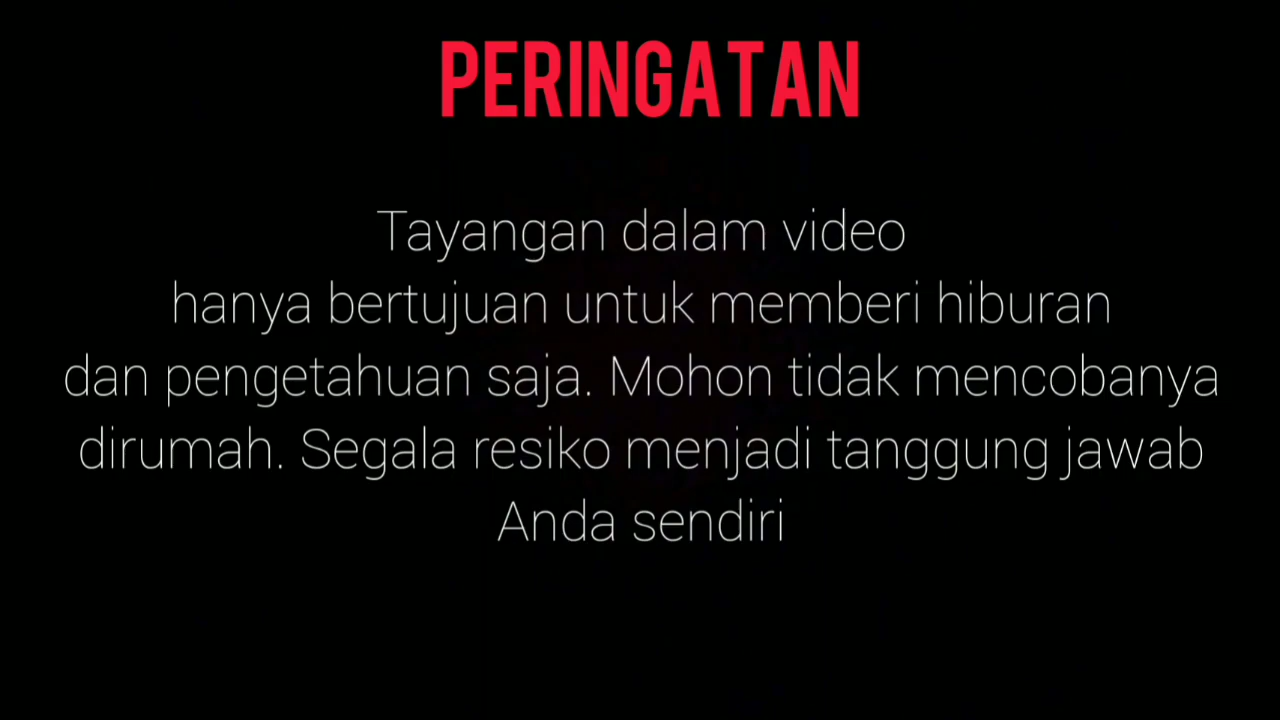 PERINGATAN
Tayangan dalam video
hanya bertujuan untuk memberi hiburan
dan pengetahuan saja. Mohon tidak mencobanya
dirumah. Segala resiko menjadi tanggung jawab
Anda sendiri